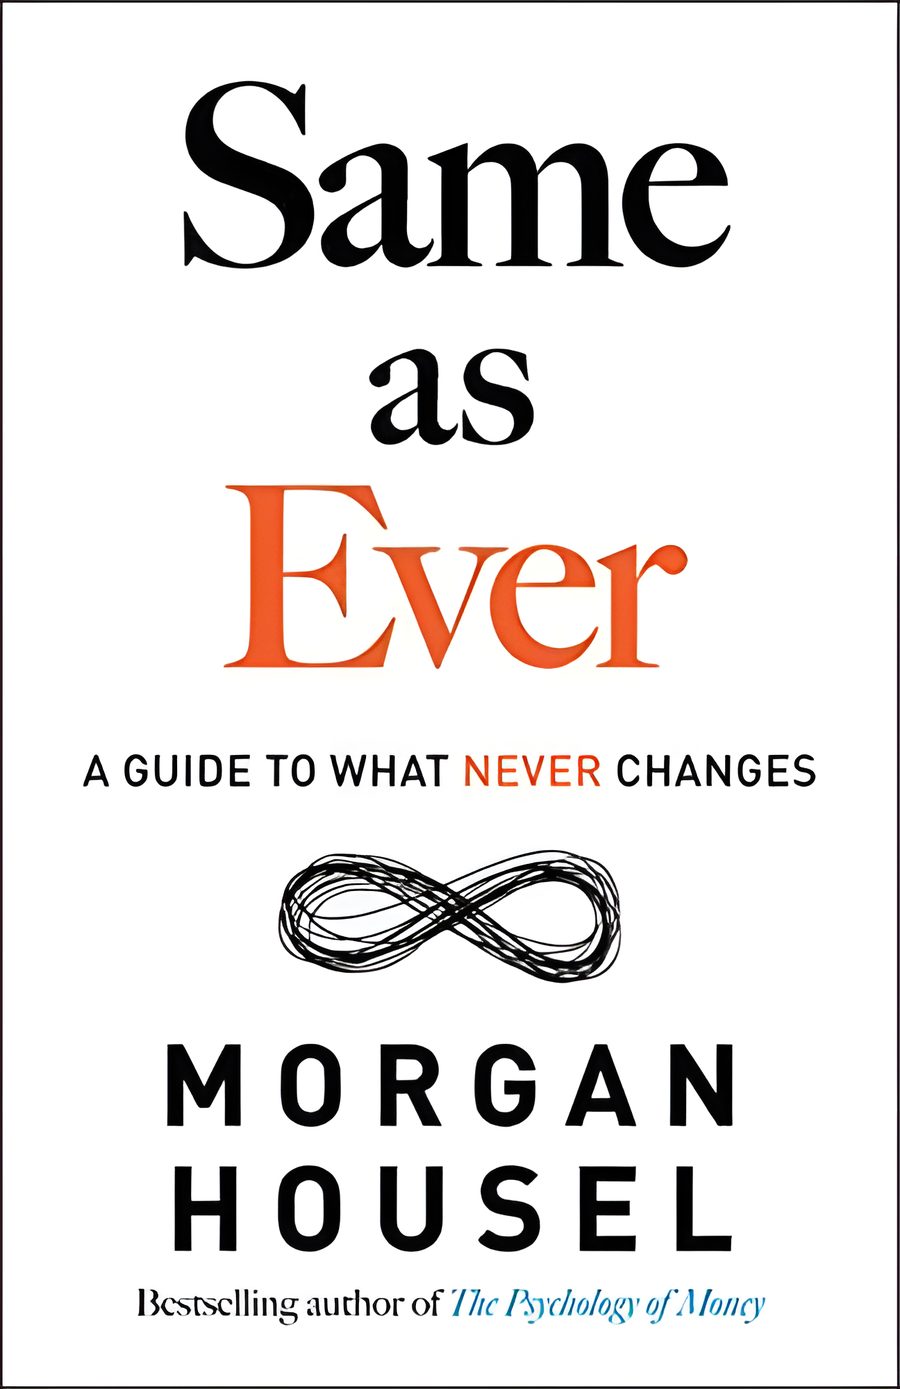 Same
as
Ever
A GUIDE TO WHAT NEVER CHANGES
MORGAN
HOUSEL
Bestselling author of The Psychology of Money